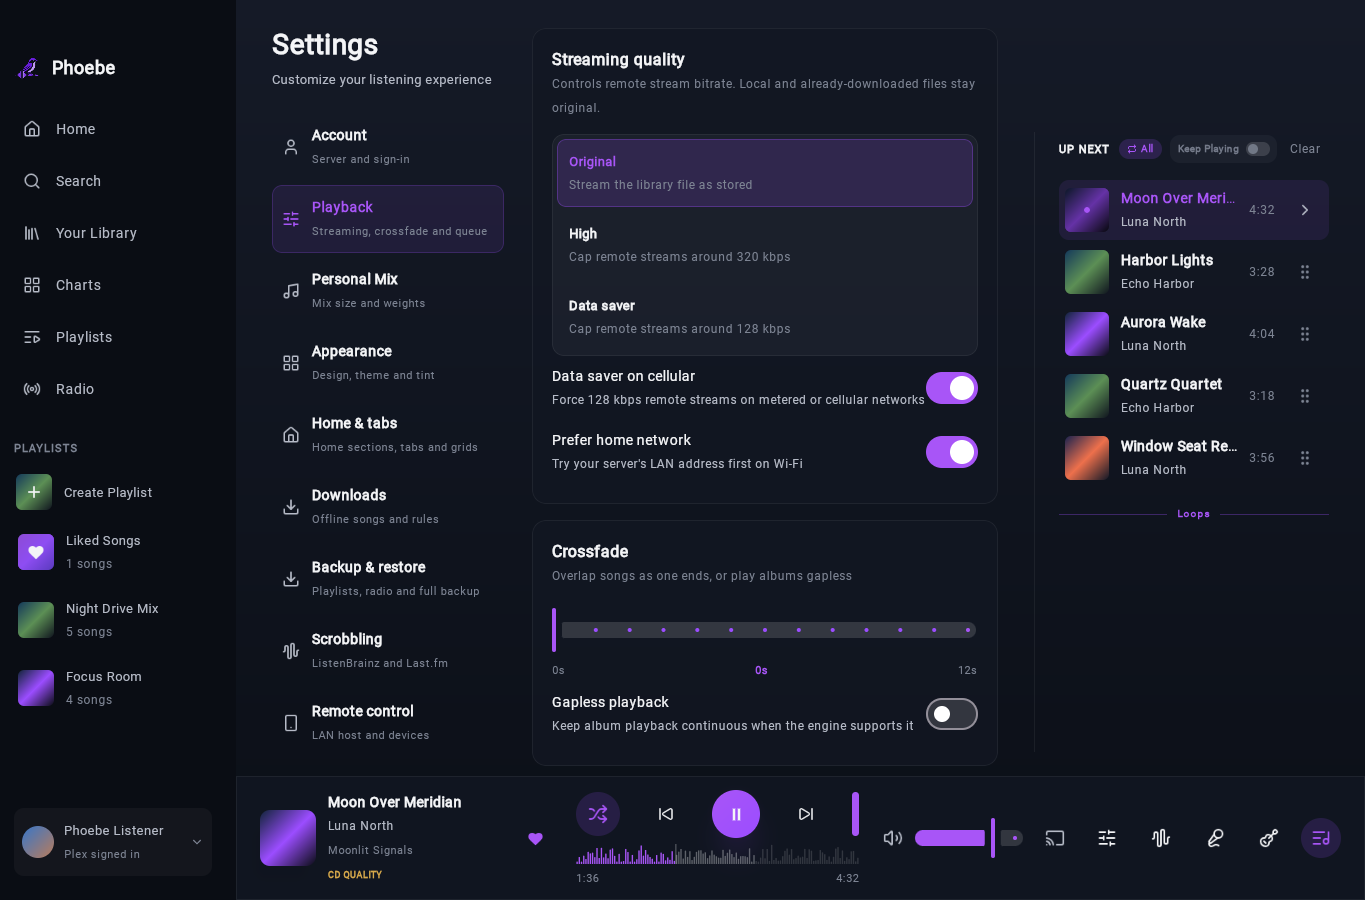 Phoebe
Home
Search
Your Library
Charts
Playlists
Radio
PLAYLISTS
Create Playlist
Liked Songs
1 songs
Night Drive Mix
5 songs
Focus Room
4 songs
Phoebe Listener
Plex signed in
Settings
Customize your listening experience
Account
Server and sign-in
Playback
Streaming, crossfade and queue
Personal Mix
Mix size and weights
Appearance
Design, theme and tint
Home & tabs
Home sections, tabs and grids
Downloads
Offline songs and rules
Backup & restore
Playlists, radio and full backup
Scrobbling
ListenBrainz and Last.fm
Remote control
LAN host and devices
Streaming quality
Controls remote stream bitrate. Local and already-downloaded files stay
original.
Original
Stream the library file as stored
High
Cap remote streams around 320 kbps
Data saver
Cap remote streams around 128 kbps
Data saver on cellular
Force 128 kbps remote streams on metered or cellular networks
Prefer home network
Try your server's LAN address first on Wi-Fi
Crossfade
Overlap songs as one ends, or play albums gapless
0s 0s 12s
Gapless playback
Keep album playback continuous when the engine supports it
UP NEXT All Keep Playing Clear
Moon Over Meri... 4:32
Luna North
Harbor Lights 3:28
Echo Harbor
Aurora Wake 4:04
Luna North
Quartz Quartet 3:18
Echo Harbor
Window Seat Re... 3:56
Luna North
Loops
Moon Over Meridian
Luna North
Moonlit Signals
CD QUALITY
1:36 4:32